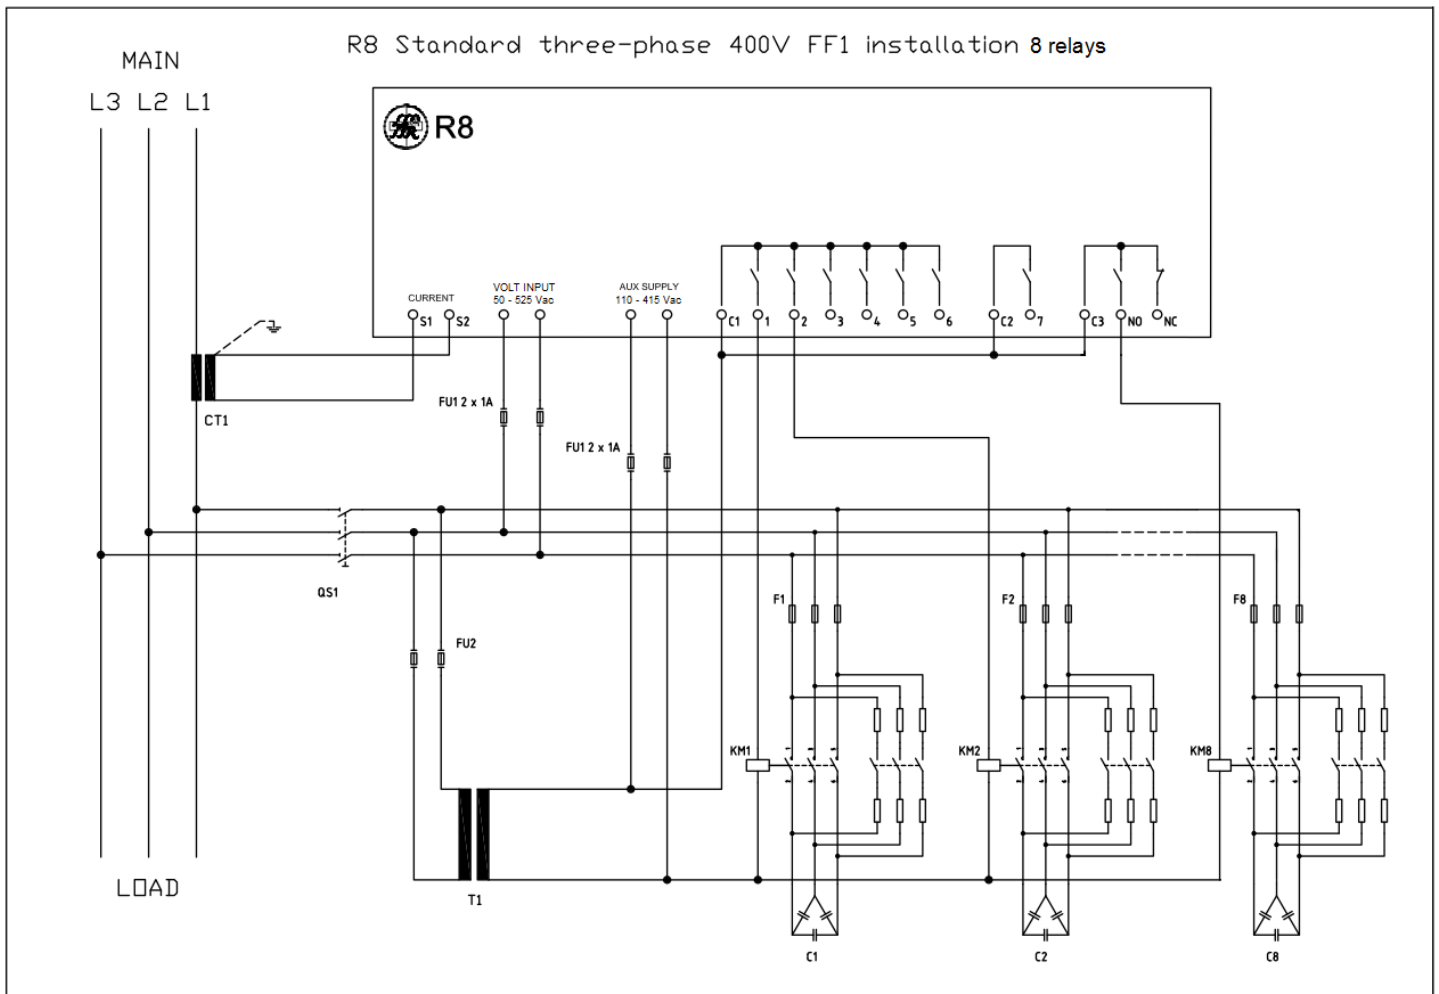 R8 Standard three-phase 400V FF1 installation 8 relays
MAIN
L3 L2 L1
R8
CURRENT
VOLT INPUT
50 - 525 Vac
AUX SUPPLY
110 - 415 Vac
S1 S2 C1 1 2 3 4 5 6 C2 7 C3 NO NC
CT1
FU1 2 x 1A
FU1 2 x 1A
QS1
F1 F2 F8
FU2
KM1 KM2 KM8
T1
LOAD
C1 C2 C8